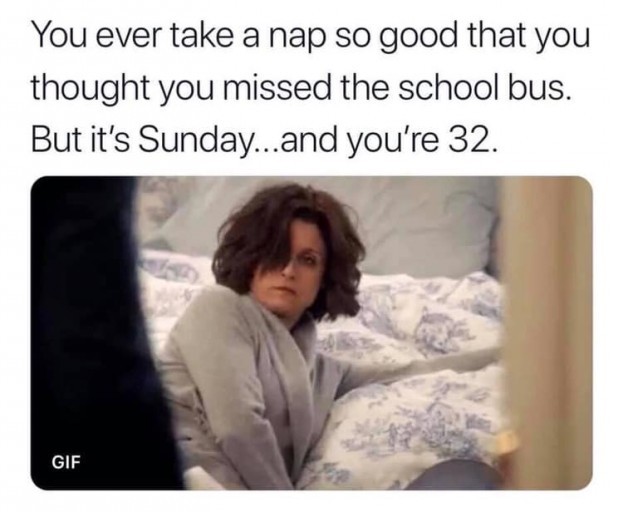 You ever take a nap so good that you
thought you missed the school bus.
But it's Sunday...and you're 32.
GIF